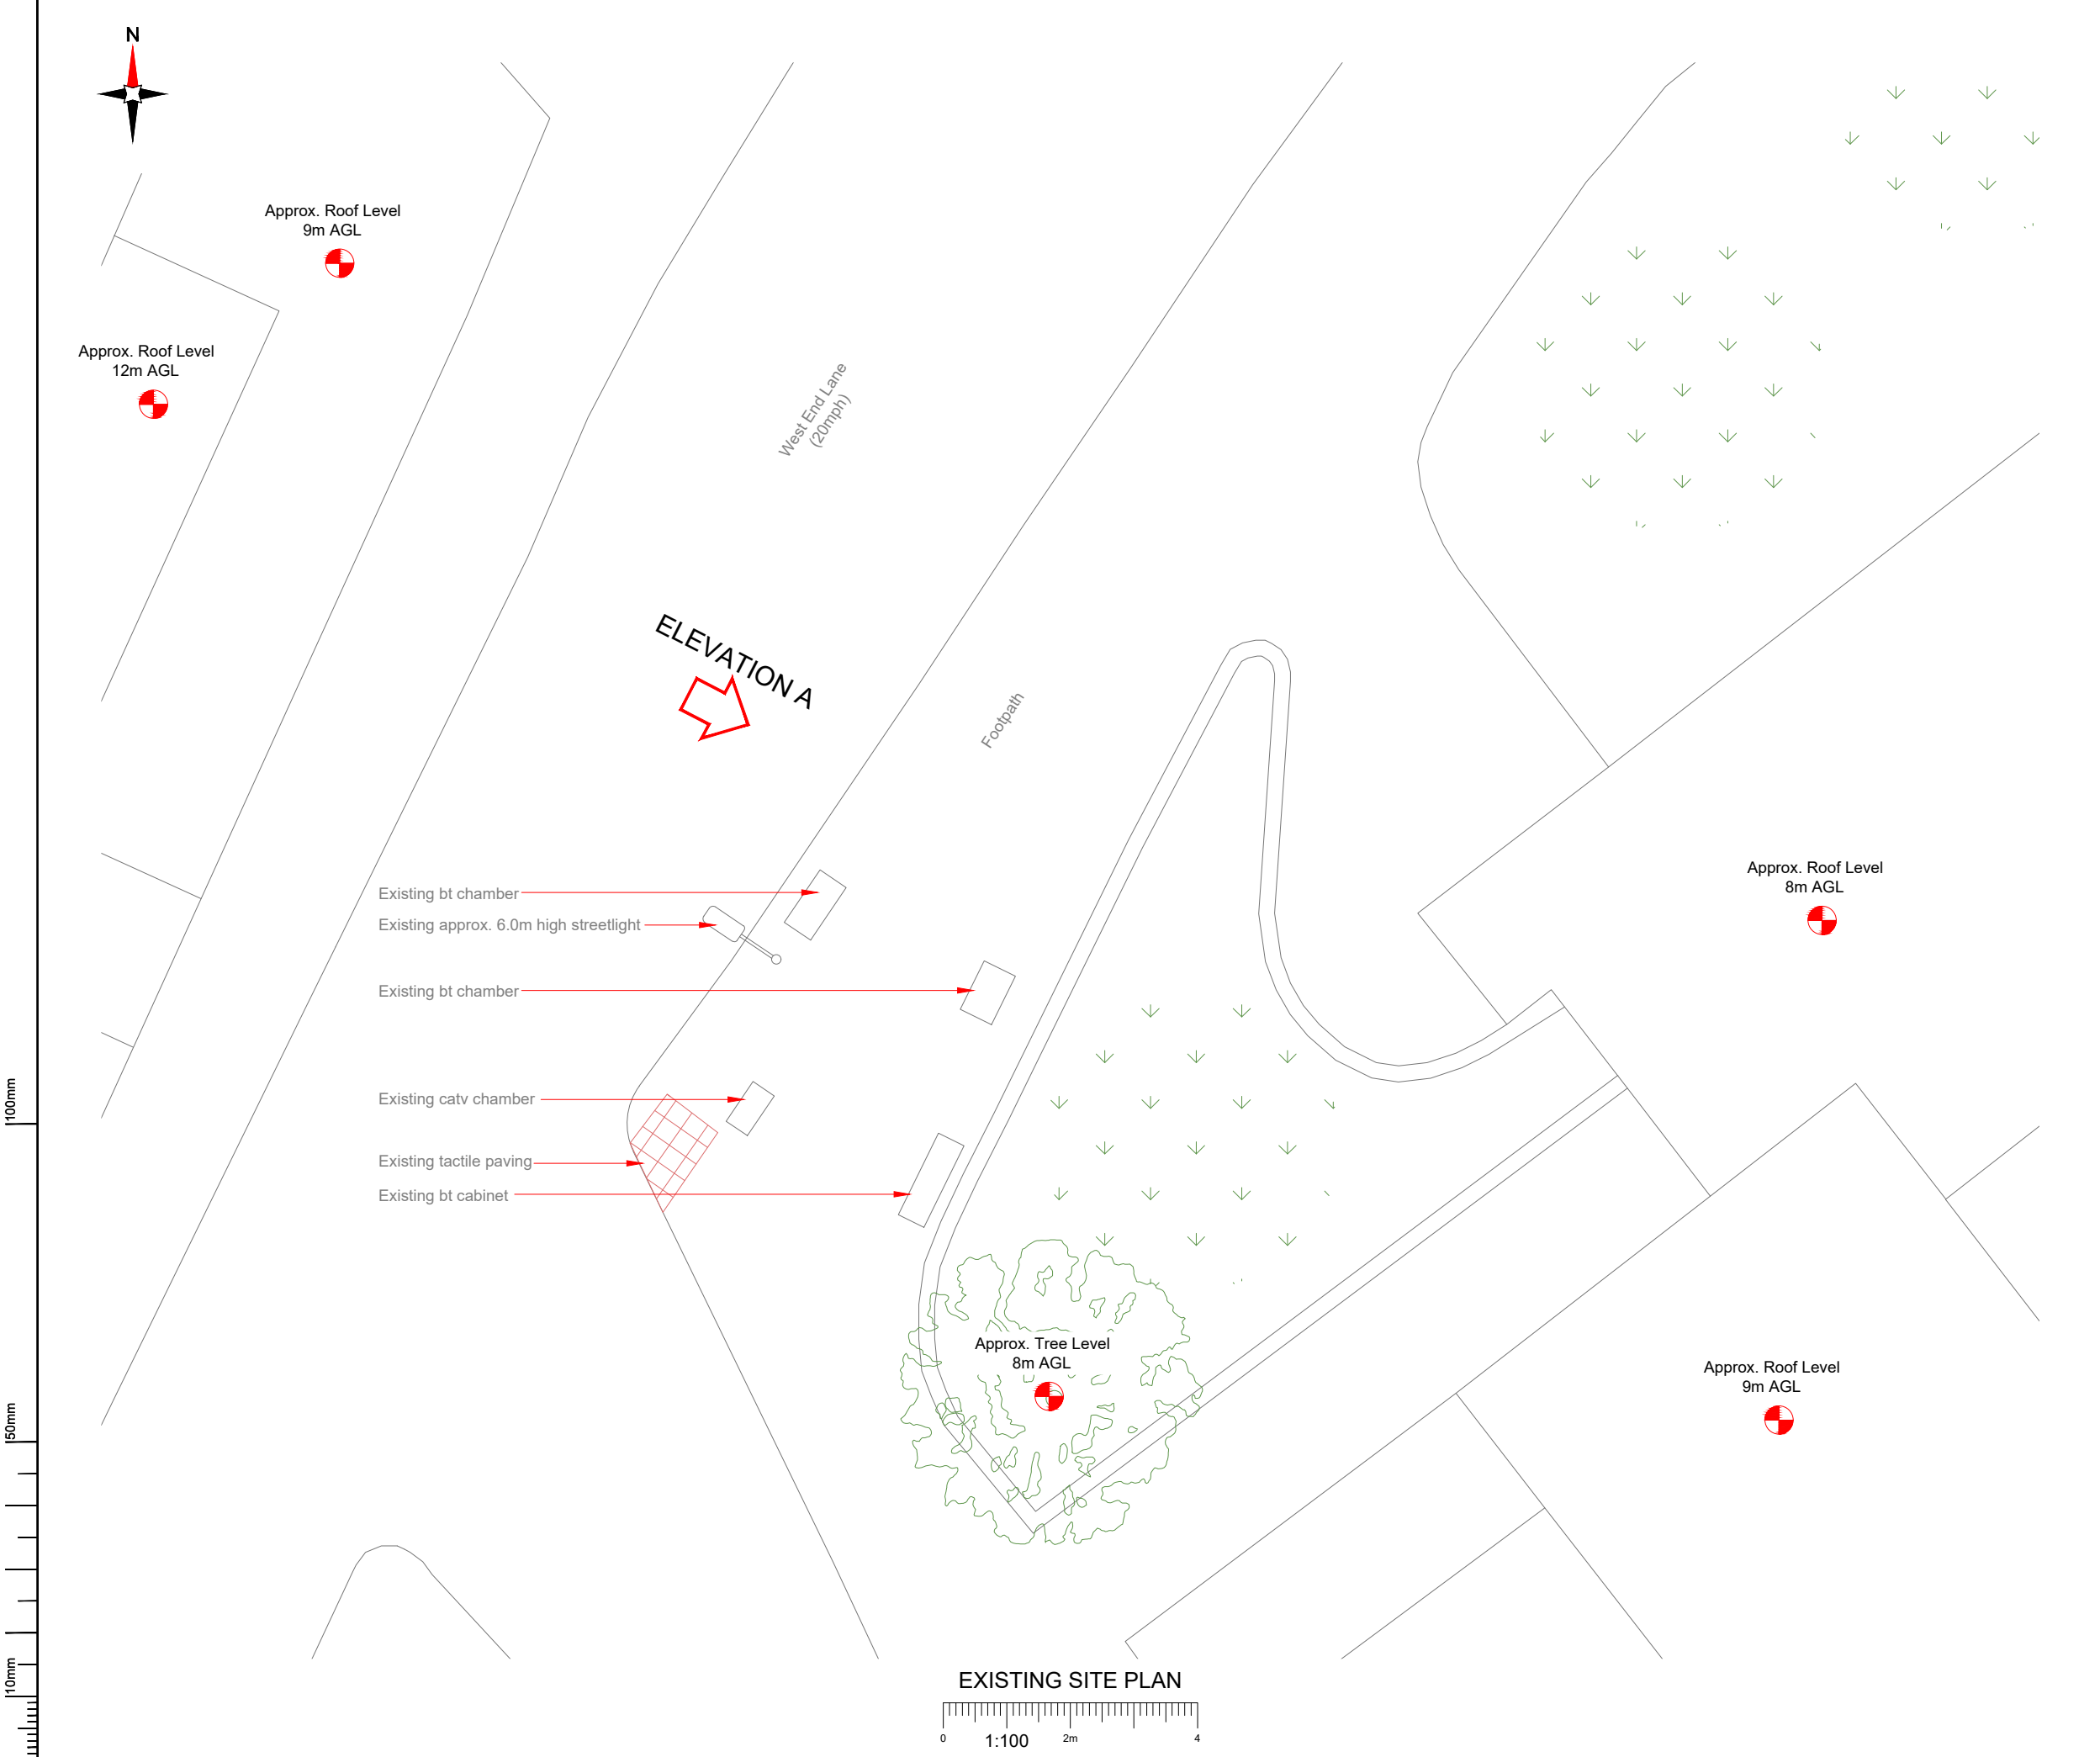 N
Approx. Roof Level
9m AGL
Approx. Roof Level
12m AGL
West End Lane
(20mph)
ELEVATION A
Footpath
Existing bt chamber
Existing approx. 6.0m high streetlight
Existing bt chamber
Existing catv chamber
Existing tactile paving
Existing bt cabinet
Approx. Roof Level
8m AGL
Approx. Tree Level
8m AGL
Approx. Roof Level
9m AGL
100mm
50mm
10mm
EXISTING SITE PLAN
0
1:100
2m
4